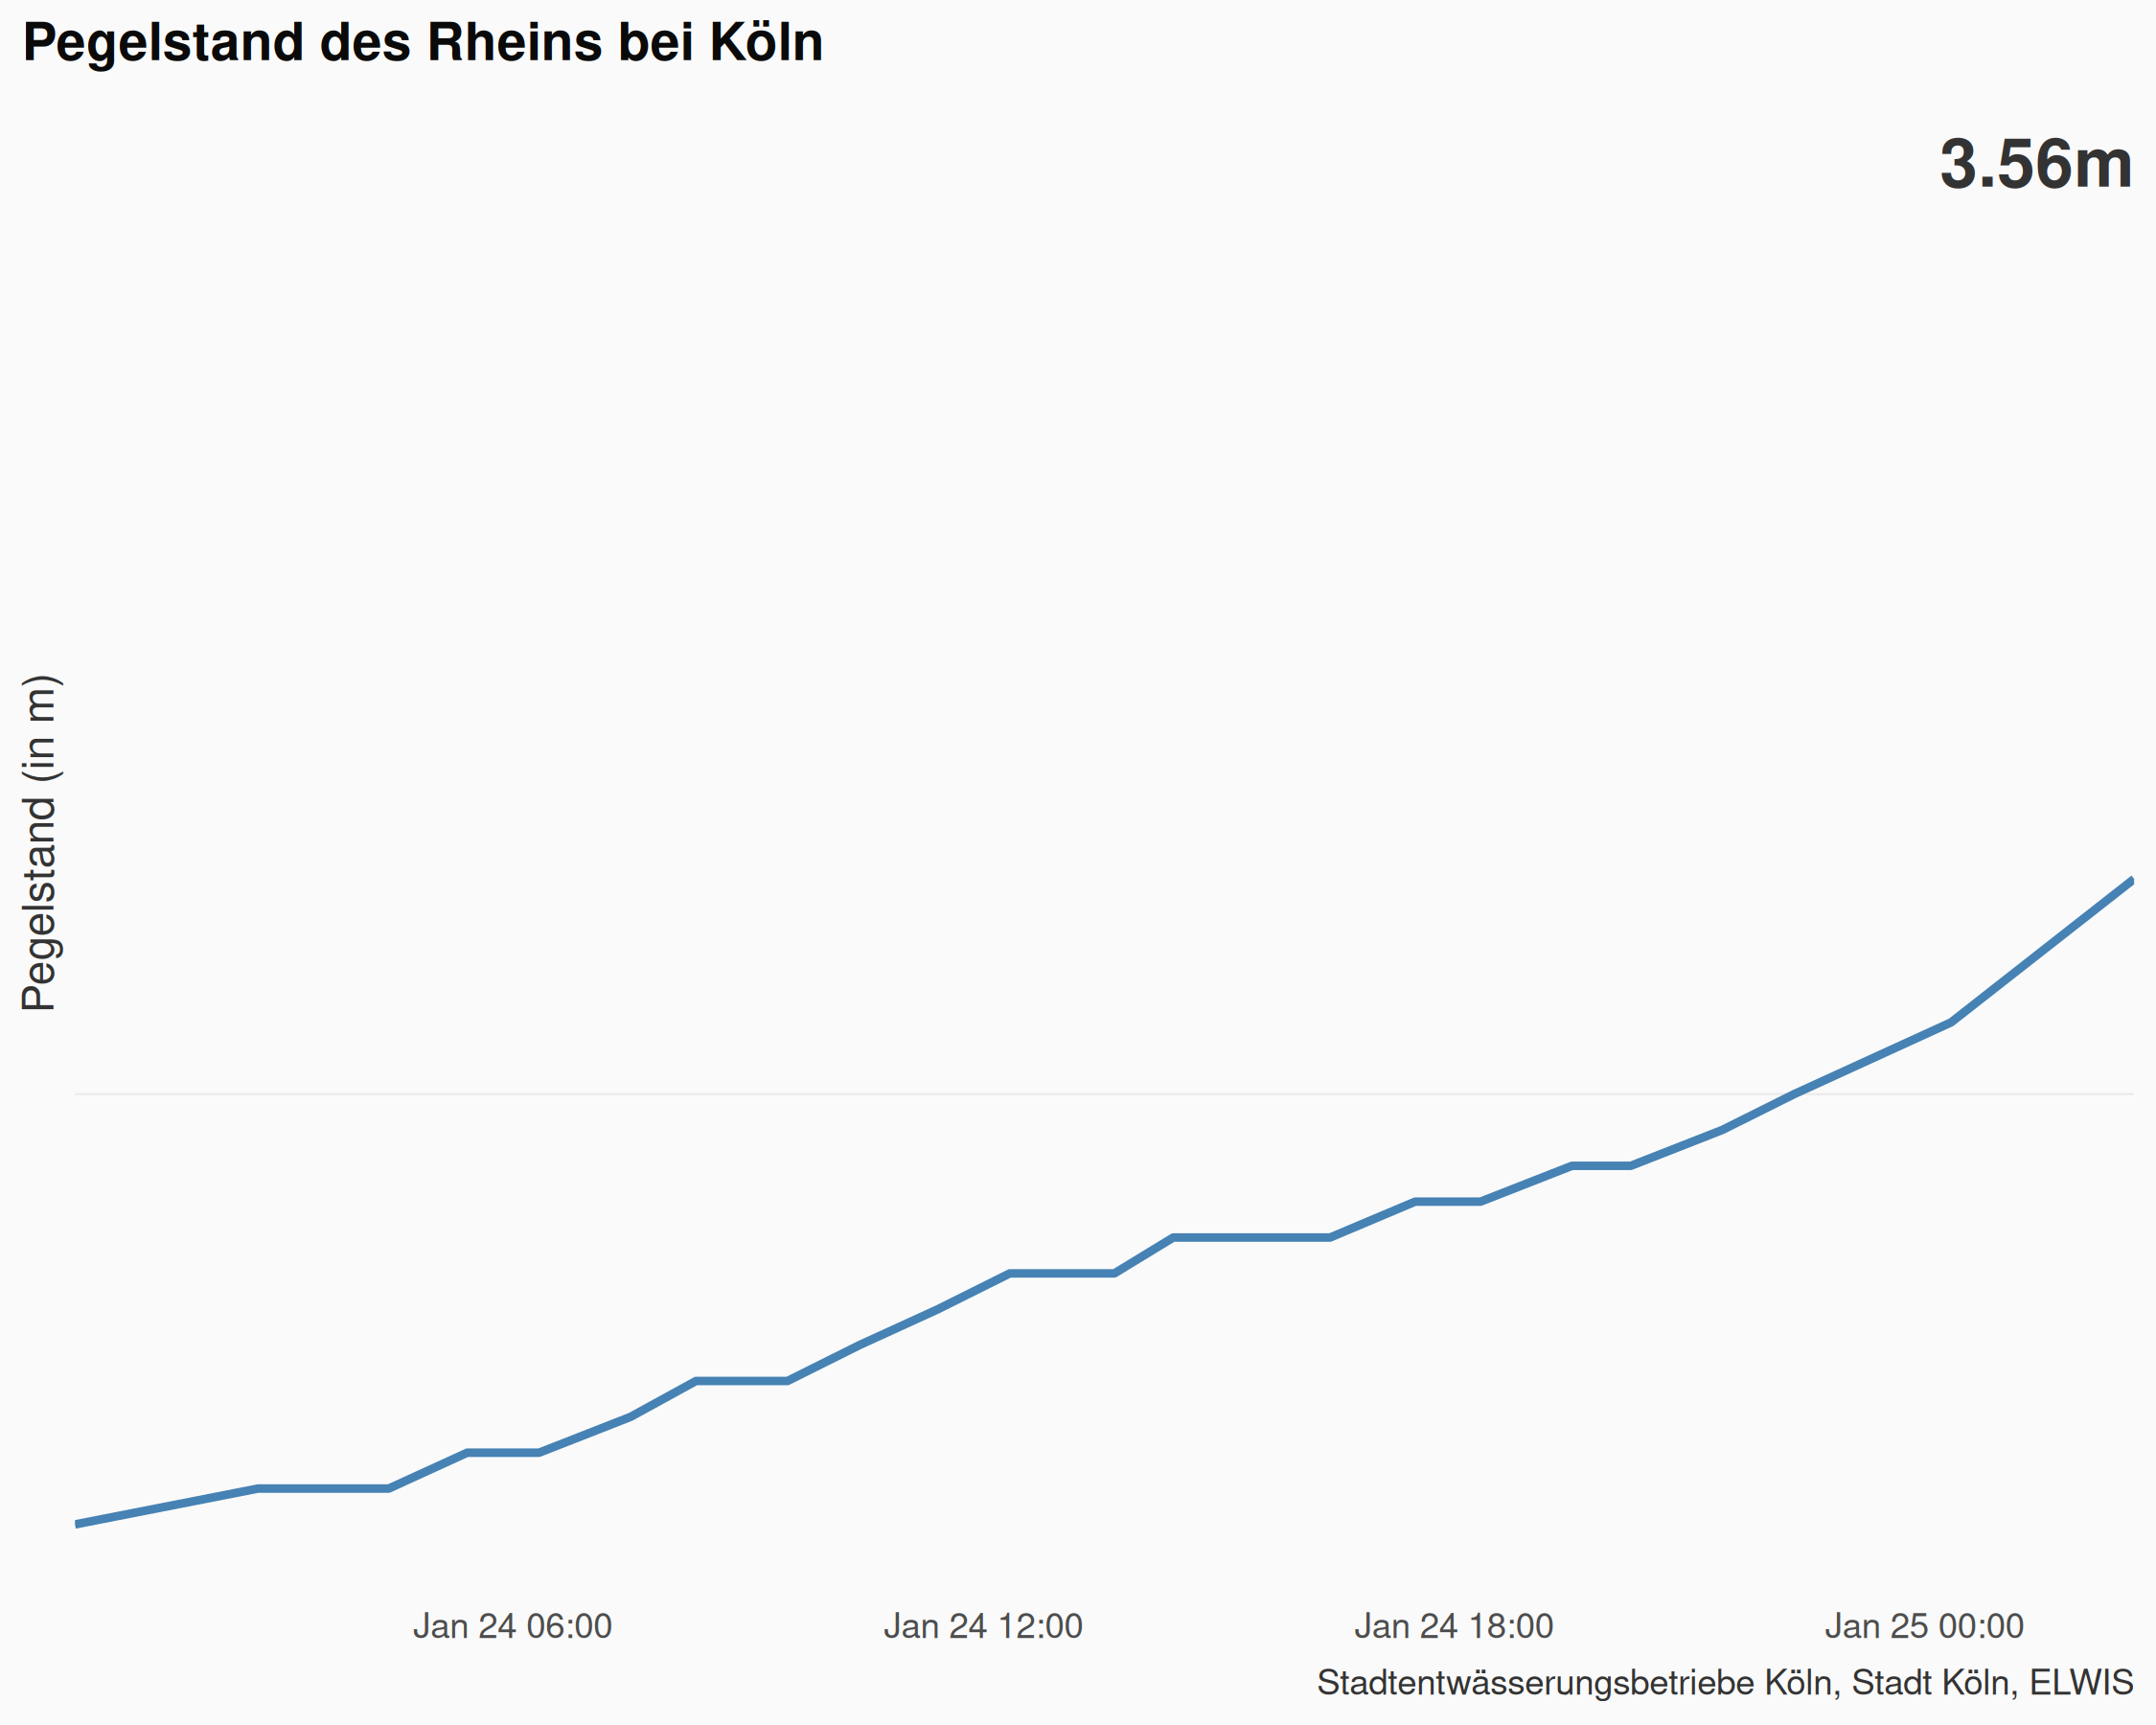 Pegelstand des Rheins bei Köln
3.56m
Pegelstand (in m)
Jan 24 06:00
Jan 24 12:00
Jan 24 18:00
Jan 25 00:00
Stadtentwässerungsbetriebe Köln, Stadt Köln, ELWIS